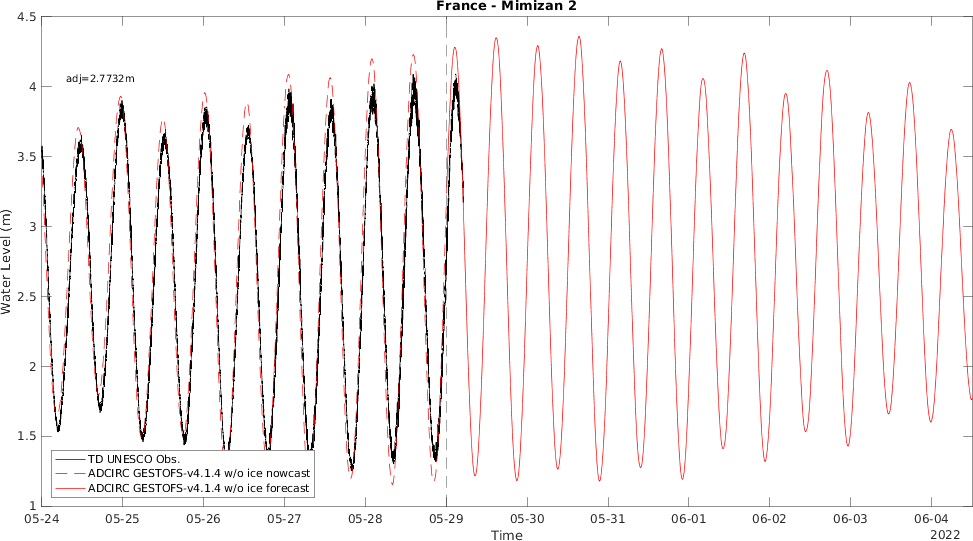 France - Mimizan 2
adj=2.7732m
Water Level (m)
4.5
4
3.5
3
2.5
2
1.5
1
TD UNESCO Obs.
ADCIRC GESTOFS-v4.1.4 w/o ice nowcast
ADCIRC GESTOFS-v4.1.4 w/o ice forecast
05-24 05-25 05-26 05-27 05-28 05-29 05-30 05-31 06-01 06-02 06-03 06-04
2022
Time